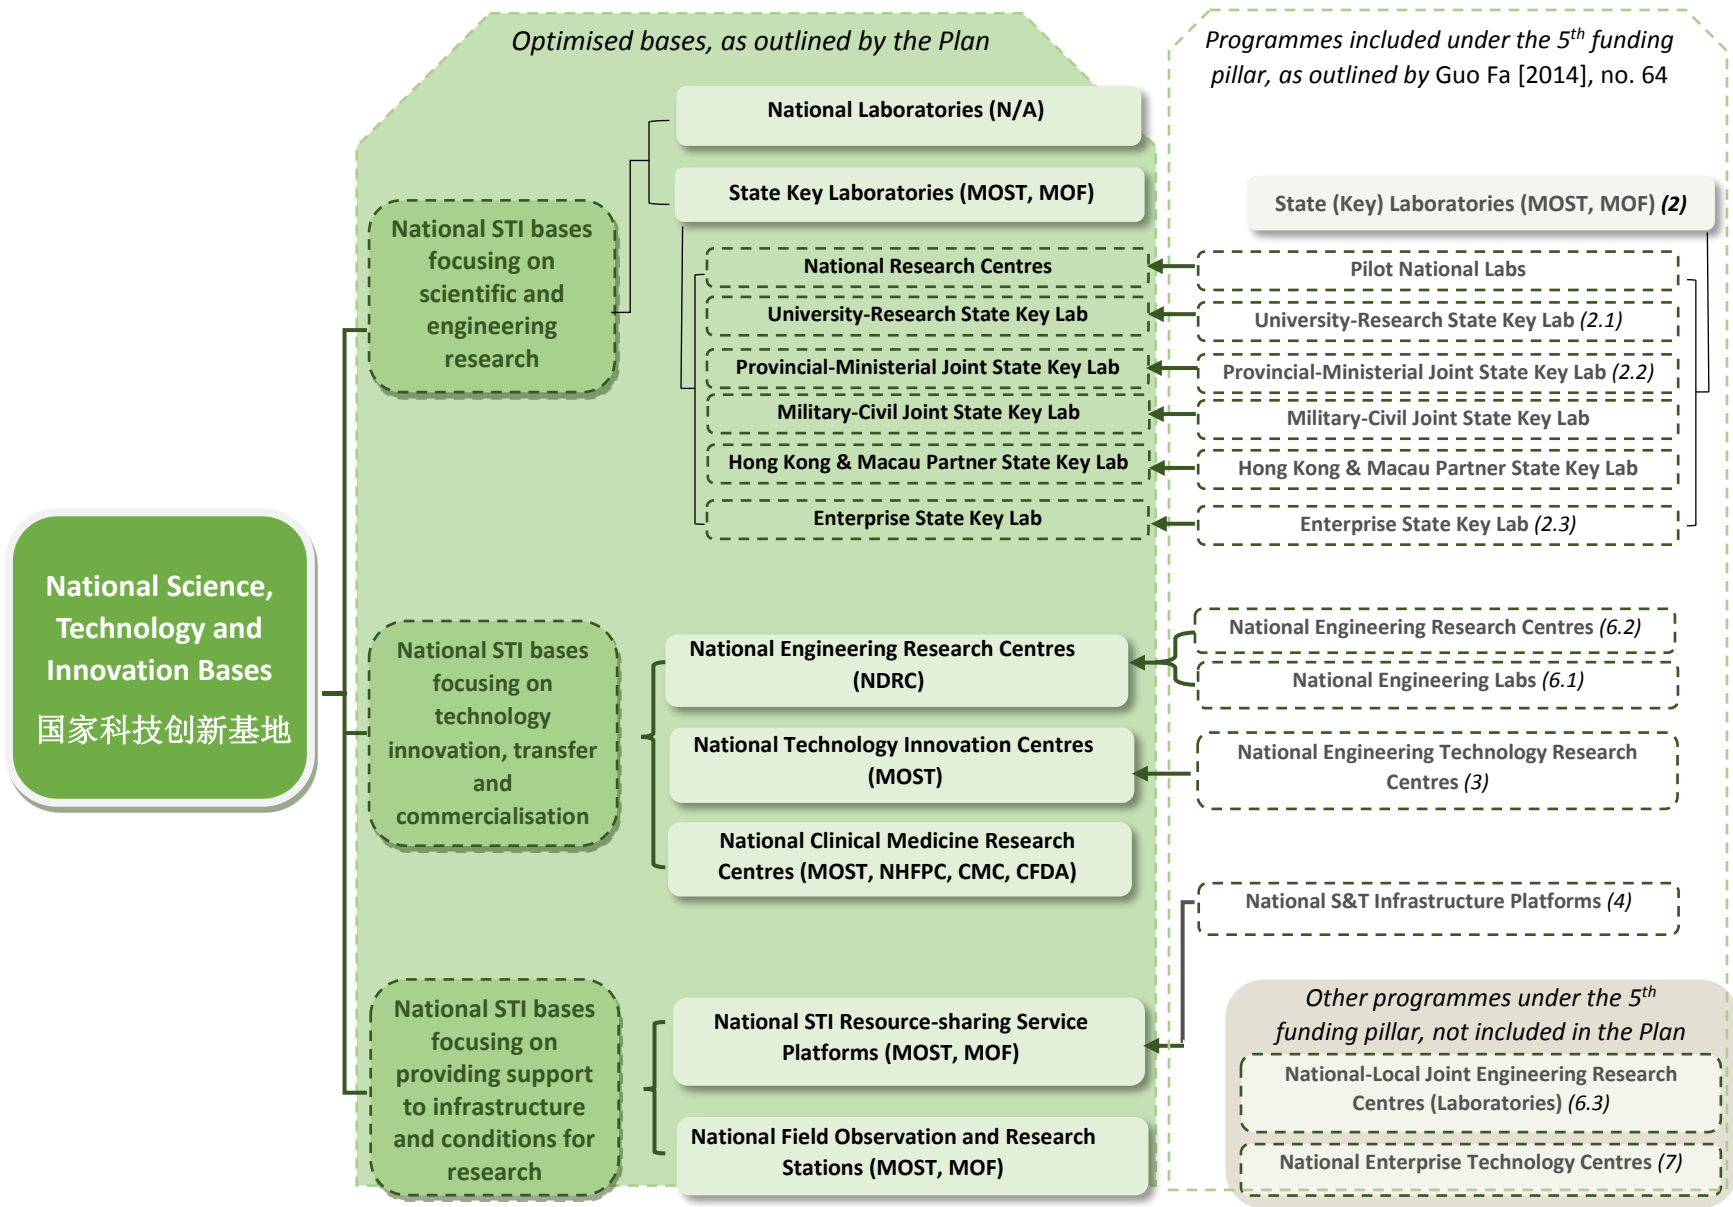 Optimised bases, as outlined by the Plan
Programmes included under the 5th funding
pillar, as outlined by Guo Fa [2014], no. 64
National Science,
Technology and
Innovation Bases
国家科技创新基地
National STI bases
focusing on
scientific and
engineering
research
National Laboratories (N/A)
State Key Laboratories (MOST, MOF)
National Research Centres
University-Research State Key Lab
Provincial-Ministerial Joint State Key Lab
Military-Civil Joint State Key Lab
Hong Kong & Macau Partner State Key Lab
Enterprise State Key Lab
State (Key) Laboratories (MOST, MOF) (2)
Pilot National Labs
University-Research State Key Lab (2.1)
Provincial-Ministerial Joint State Key Lab (2.2)
Military-Civil Joint State Key Lab
Hong Kong & Macau Partner State Key Lab
Enterprise State Key Lab (2.3)
National STI bases
focusing on
technology
innovation, transfer
and
commercialisation
National Engineering Research Centres
(NDRC)
National Technology Innovation Centres
(MOST)
National Clinical Medicine Research
Centres (MOST, NHFPC, CMC, CFDA)
National Engineering Research Centres (6.2)
National Engineering Labs (6.1)
National Engineering Technology Research
Centres (3)
National S&T Infrastructure Platforms (4)
National STI bases
focusing on
providing support
to infrastructure
and conditions for
research
National STI Resource-sharing Service
Platforms (MOST, MOF)
National Field Observation and Research
Stations (MOST, MOF)
Other programmes under the 5th
funding pillar, not included in the Plan
National-Local Joint Engineering Research
Centres (Laboratories) (6.3)
National Enterprise Technology Centres (7)